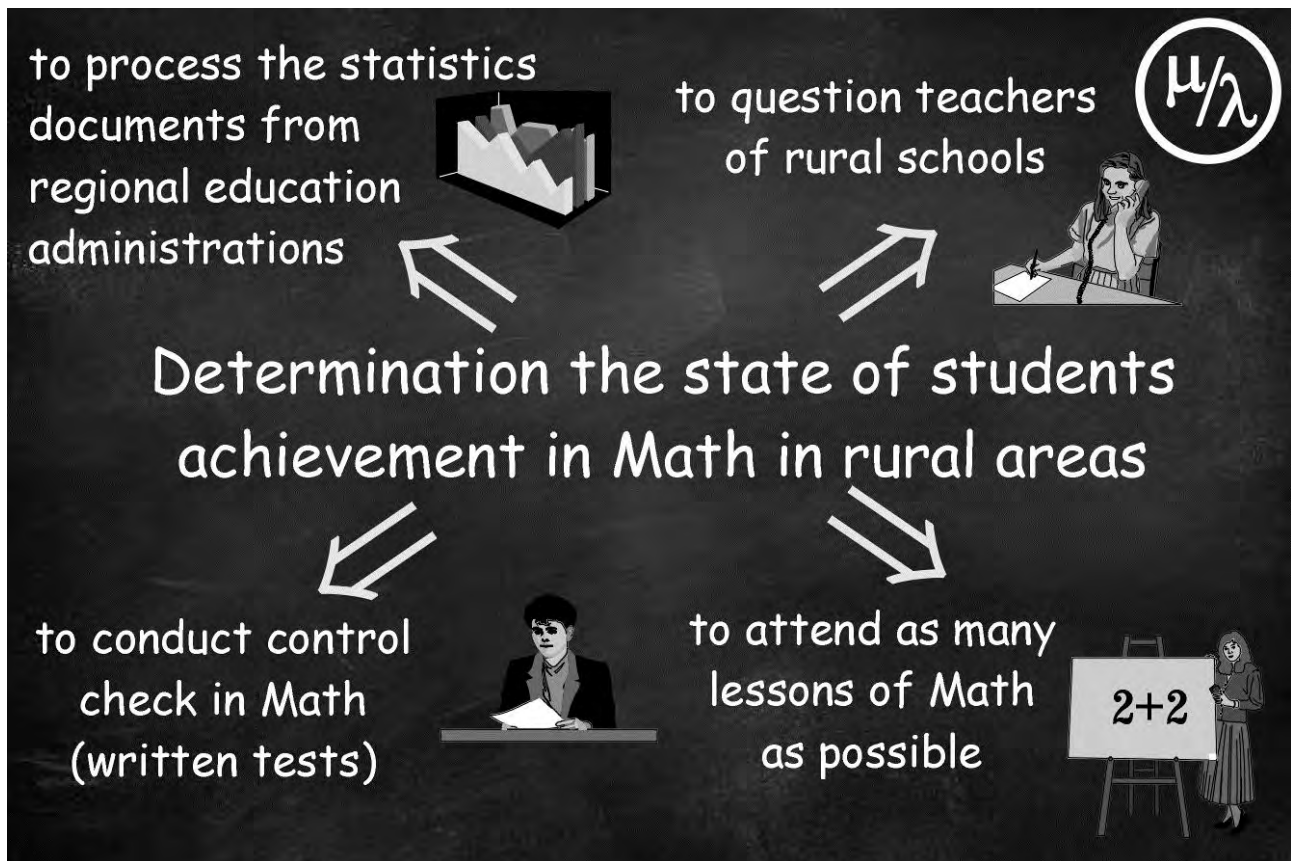 to process the statistics
documents from
regional education
administrations
to question teachers
of rural schools
μ/λ
Determination the state of students
achievement in Math in rural areas
to conduct control
check in Math
(written tests)
to attend as many
lessons of Math
as possible
2+2